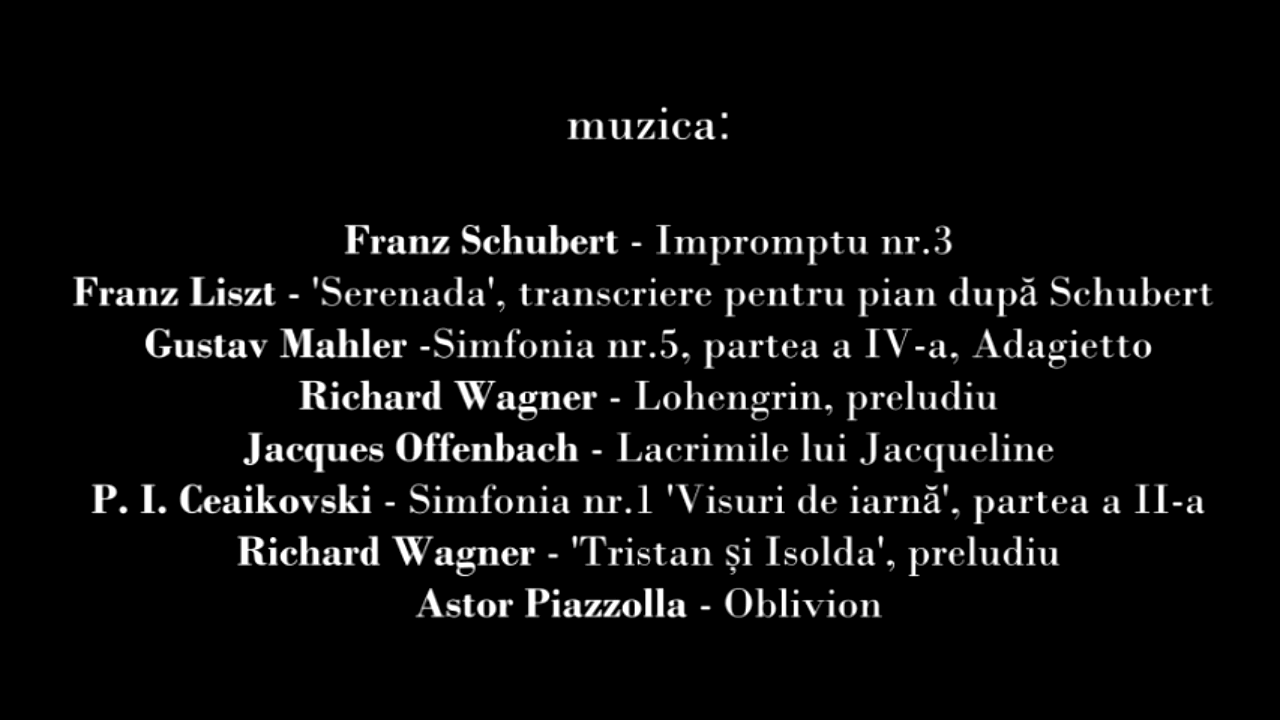 muzica:
Franz Schubert - Impromptu nr.3
Franz Liszt - 'Serenada', transcriere pentru pian după Schubert
Gustav Mahler -Simfonia nr.5, partea a IV-a, Adagietto
Richard Wagner - Lohengrin, preludiu
Jacques Offenbach - Lacrimile lui Jacqueline
P. I. Ceaikovski - Simfonia nr.1 'Visuri de iarnă', partea a II-a
Richard Wagner - 'Tristan și Isolda', preludiu
Astor Piazzolla - Oblivion